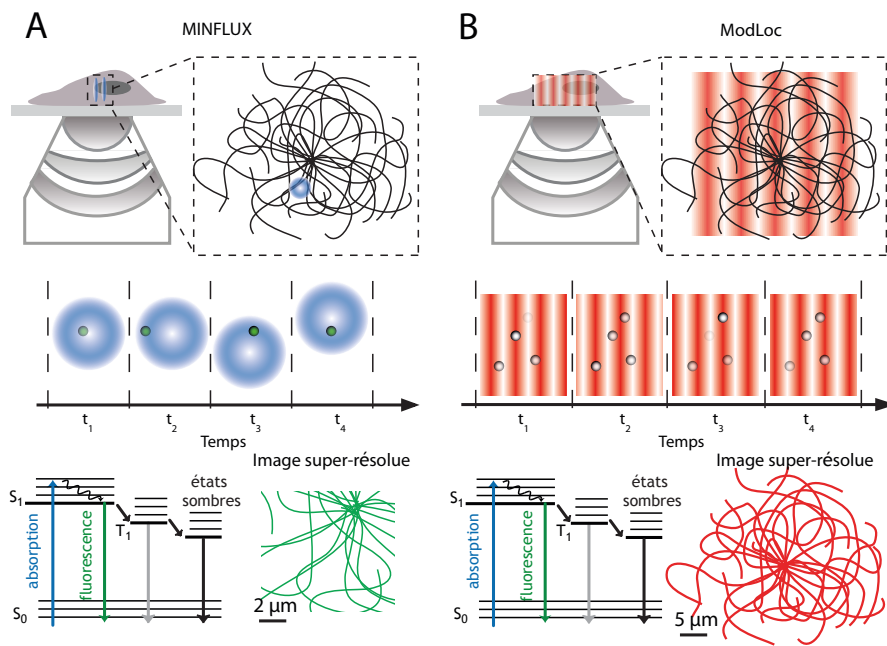 A
MINFLUX
t1
t2
t3
t4
Temps
S1
absorption
fluorescence
T1
états
sombres
S0
Image super-résolue
2 µm
B
ModLoc
t1
t2
t3
t4
Temps
S1
absorption
fluorescence
T1
états
sombres
S0
Image super-résolue
5 µm